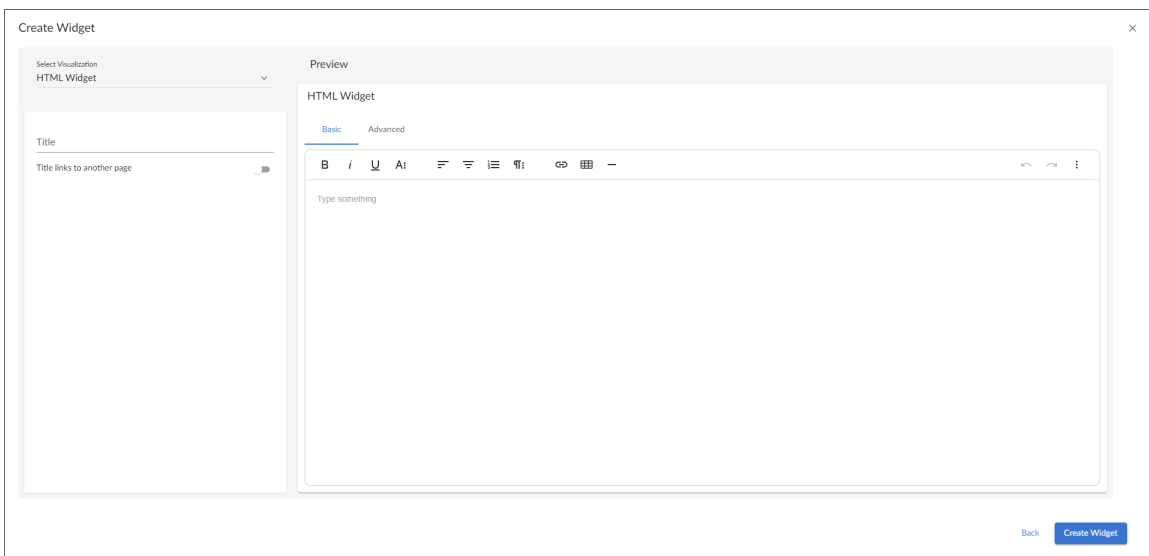 Create Widget
Select Visualization
HTML Widget
Title
Title links to another page
Preview
HTML Widget
Basic Advanced
B i U A
Type something
Back Create Widget